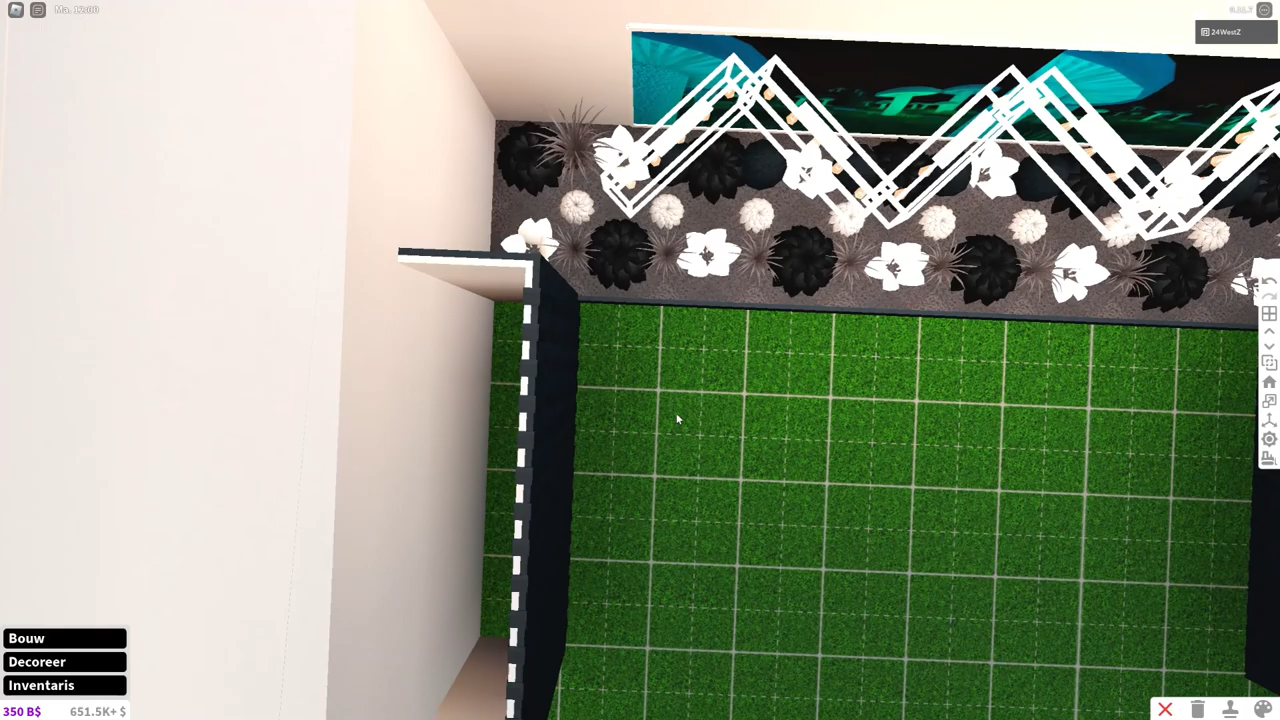 Ma. 12:00
24WestZ
Bouw
Decoreer
Inventaris
350 B$ 651.5K+ $